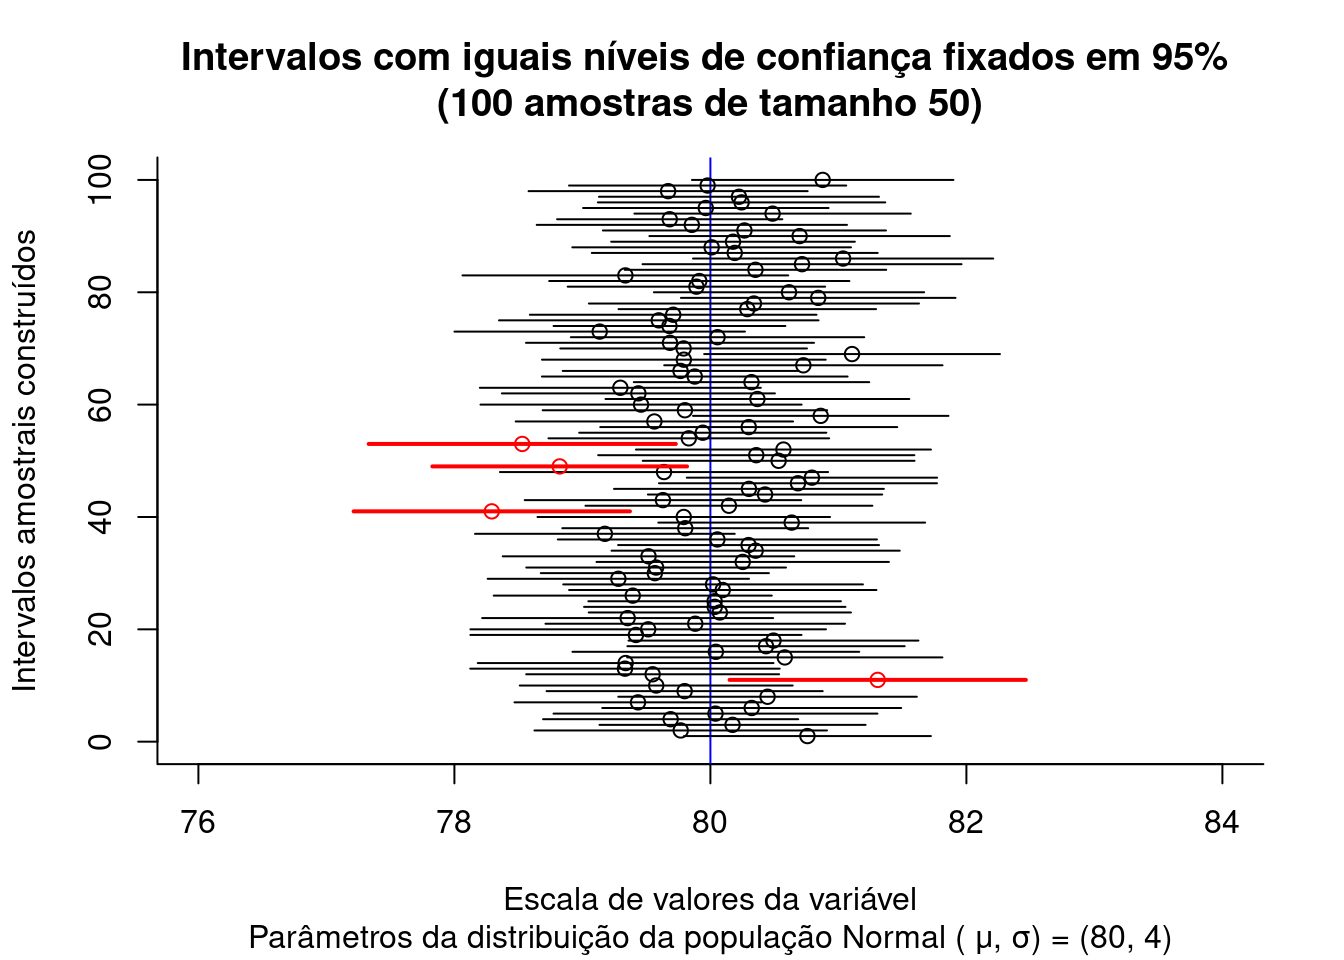 Intervalos com iguais níveis de confiança fixados em 95%
(100 amostras de tamanho 50)
Intervalos amostrais construídos
100
80
60
40
20
0
76 78 80 82 84
Escala de valores da variável
Parâmetros da distribuição da população Normal ( μ, σ) = (80, 4)